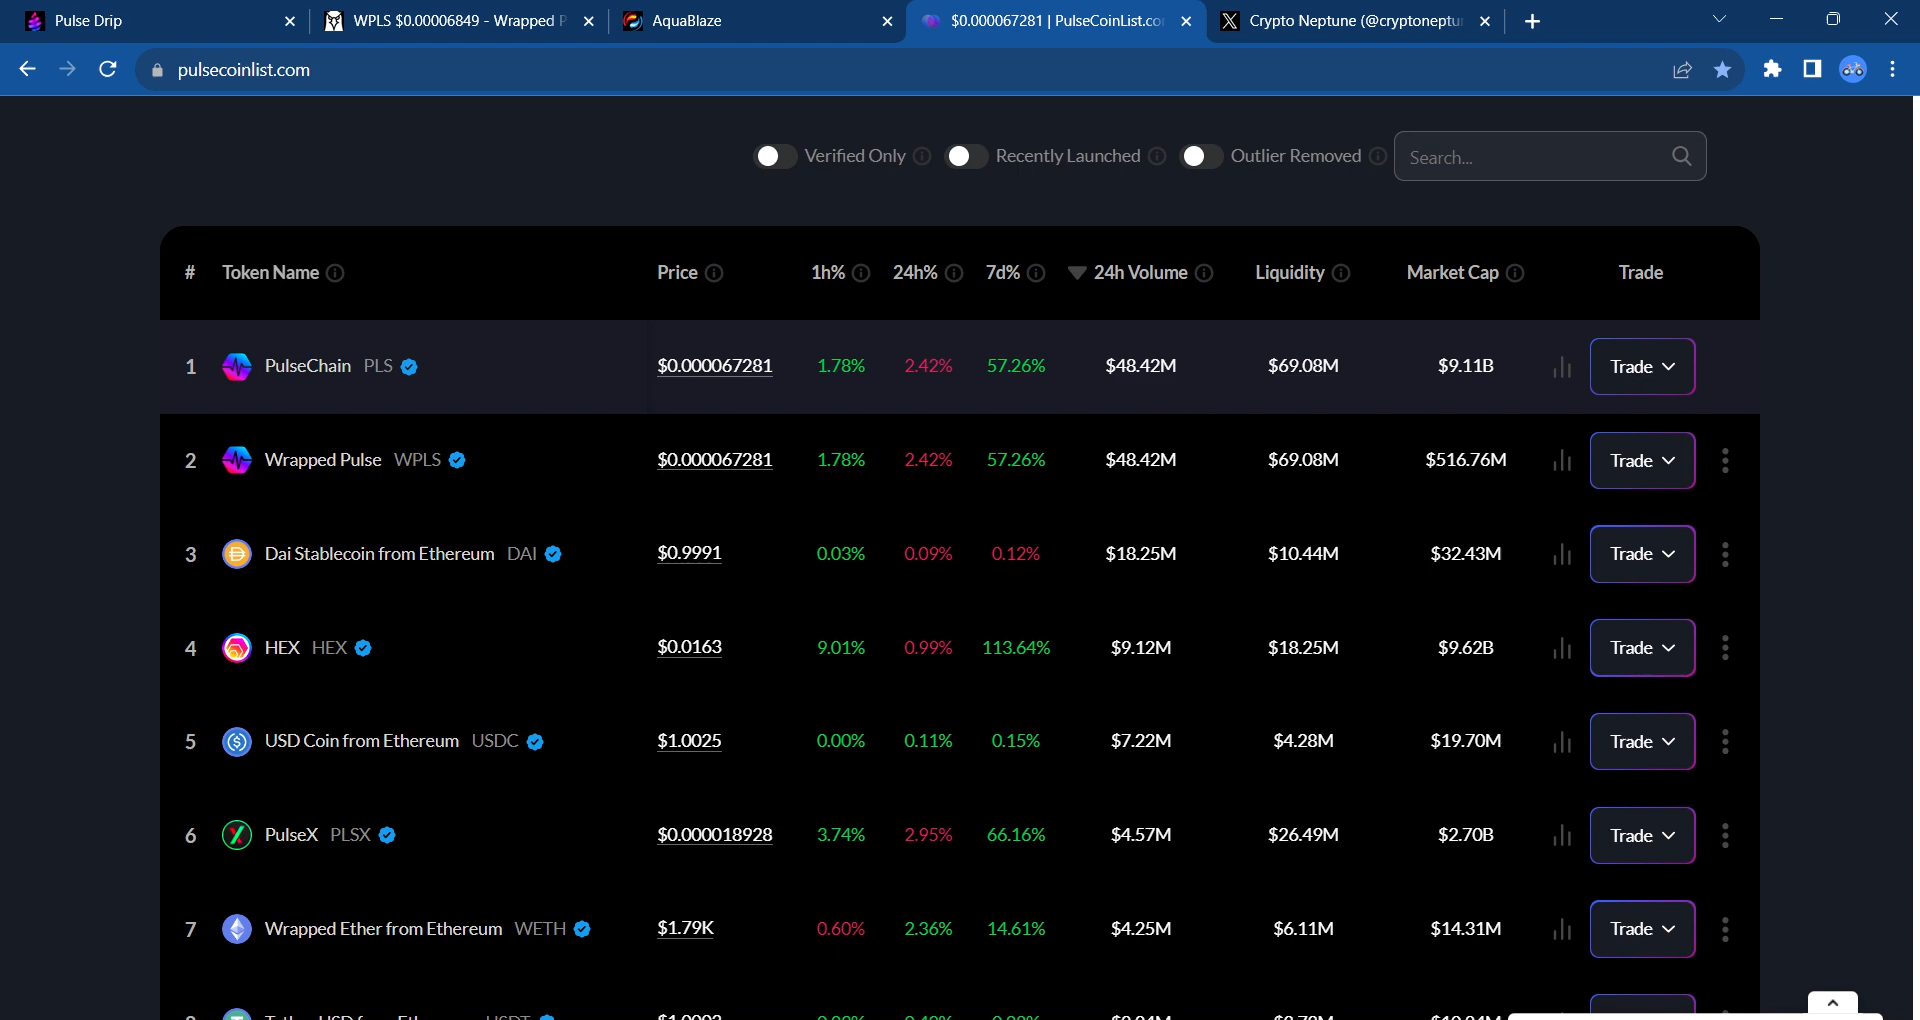 Pulse Drip
WPLS $0.00006849 - Wrapped P
AquaBlaze
$0.000067281 | PulseCoinList.co
Crypto Neptune (@cryptoneptu
pulsecoinlist.com
Verified Only
Recently Launched
Outlier Removed
Search...
# Token Name Price 1h% 24h% 7d% 24h Volume Liquidity Market Cap Trade
1 PulseChain PLS $0.000067281 1.78% 2.42% 57.26% $48.42M $69.08M $9.11B Trade
2 Wrapped Pulse WPLS $0.000067281 1.78% 2.42% 57.26% $48.42M $69.08M $516.76M Trade
3 Dai Stablecoin from Ethereum DAI $0.9991 0.03% 0.09% 0.12% $18.25M $10.44M $32.43M Trade
4 HEX HEX $0.0163 9.01% 0.99% 113.64% $9.12M $18.25M $9.62B Trade
5 USD Coin from Ethereum USDC $1.0025 0.00% 0.11% 0.15% $7.22M $4.28M $19.70M Trade
6 PulseX PLSX $0.000018928 3.74% 2.95% 66.16% $4.57M $26.49M $2.70B Trade
7 Wrapped Ether from Ethereum WETH $1.79K 0.60% 2.36% 14.61% $4.25M $6.11M $14.31M Trade